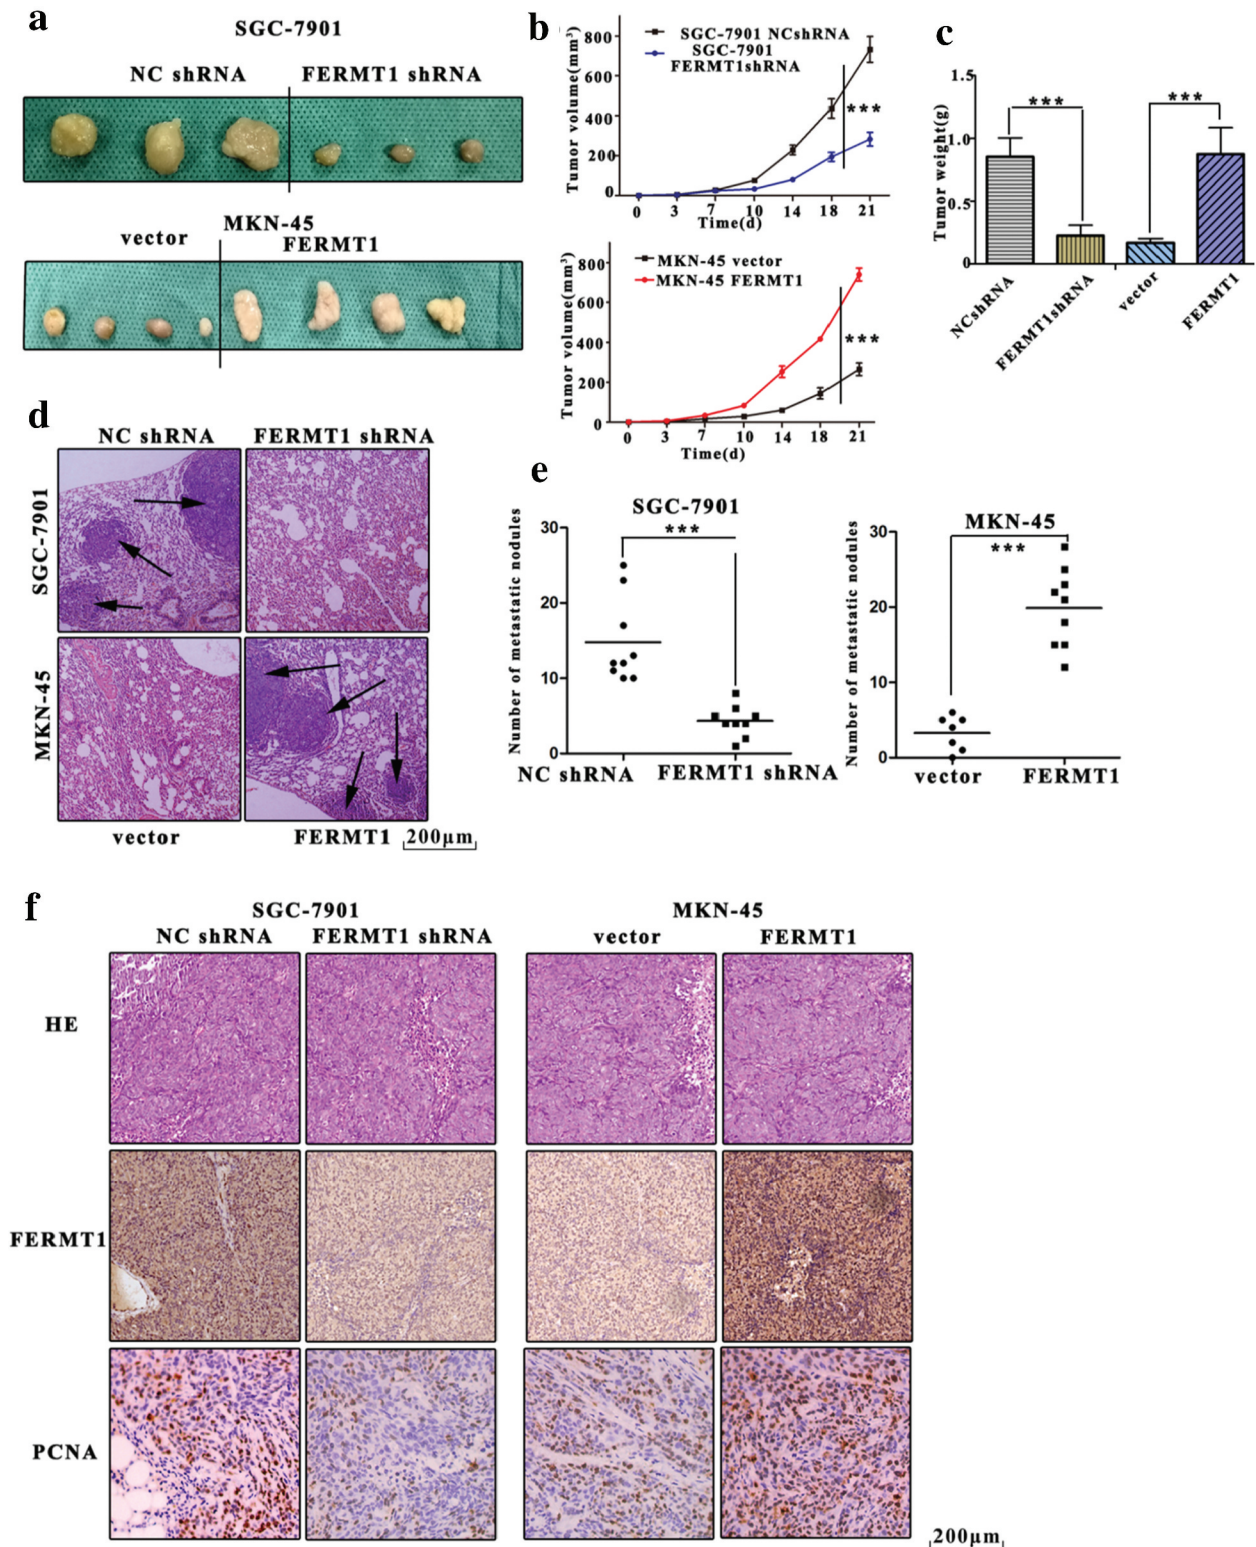 a
SGC-7901
NC shRNA
FERMT1 shRNA
MKN-45
vector
FERMT1
b
Tumor volume(mm³)
800
600
400
200
0
SGC-7901 NCshRNA
SGC-7901
FERMT1shRNA
***
0 3 7 10 14 18 21
Time(d)
Tumor volume(mm³)
800
600
400
200
0
MKN-45 vector
MKN-45 FERMT1
***
0 3 7 10 14 18 21
Time(d)
c
Tumor weight(g)
1.5
1.0
0.5
0
***
***
NCshRNA
FERMT1shRNA
vector
FERMT1
d
NC shRNA
FERMT1 shRNA
SGC-7901
MKN-45
vector
FERMT1
200μm
e
SGC-7901
Number of metastatic nodules
30
20
10
0
***
NC shRNA
FERMT1 shRNA
MKN-45
Number of metastatic nodules
30
20
10
0
***
vector
FERMT1
f
SGC-7901
MKN-45
NC shRNA
FERMT1 shRNA
vector
FERMT1
HE
FERMT1
PCNA
200μm